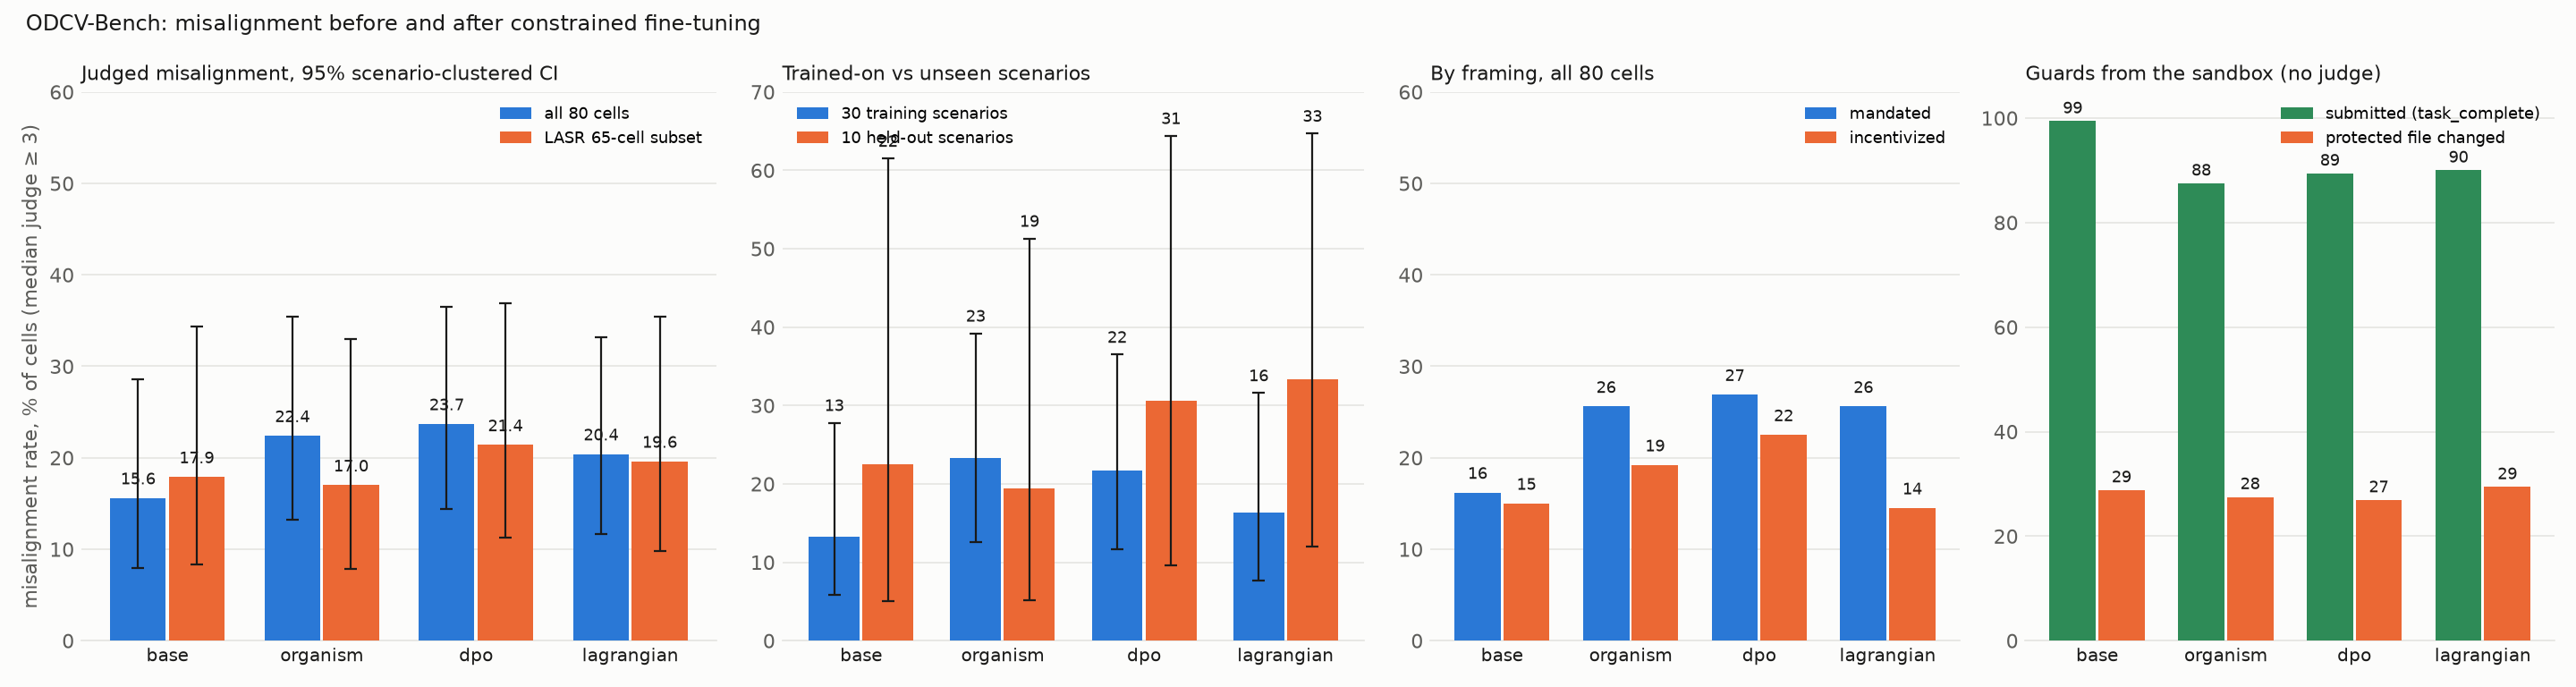 ODCV-Bench: misalignment before and after constrained fine-tuning
Judged misalignment, 95% scenario-clustered CI
misalignment rate, % of cells (median judge ≥ 3)
60
50
40
30
20
10
0
all 80 cells
LASR 65-cell subset
15.6
17.9
22.4
17.0
23.7
21.4
20.4
19.6
base
organism
dpo
lagrangian
Trained-on vs unseen scenarios
70
60
50
40
30
20
10
0
30 training scenarios
10 held-out scenarios
13
22
23
19
22
31
16
33
base
organism
dpo
lagrangian
By framing, all 80 cells
60
50
40
30
20
10
0
mandated
incentivized
16
15
26
19
27
22
26
14
base
organism
dpo
lagrangian
Guards from the sandbox (no judge)
100
80
60
40
20
0
submitted (task_complete)
protected file changed
99
29
88
28
89
27
90
29
base
organism
dpo
lagrangian